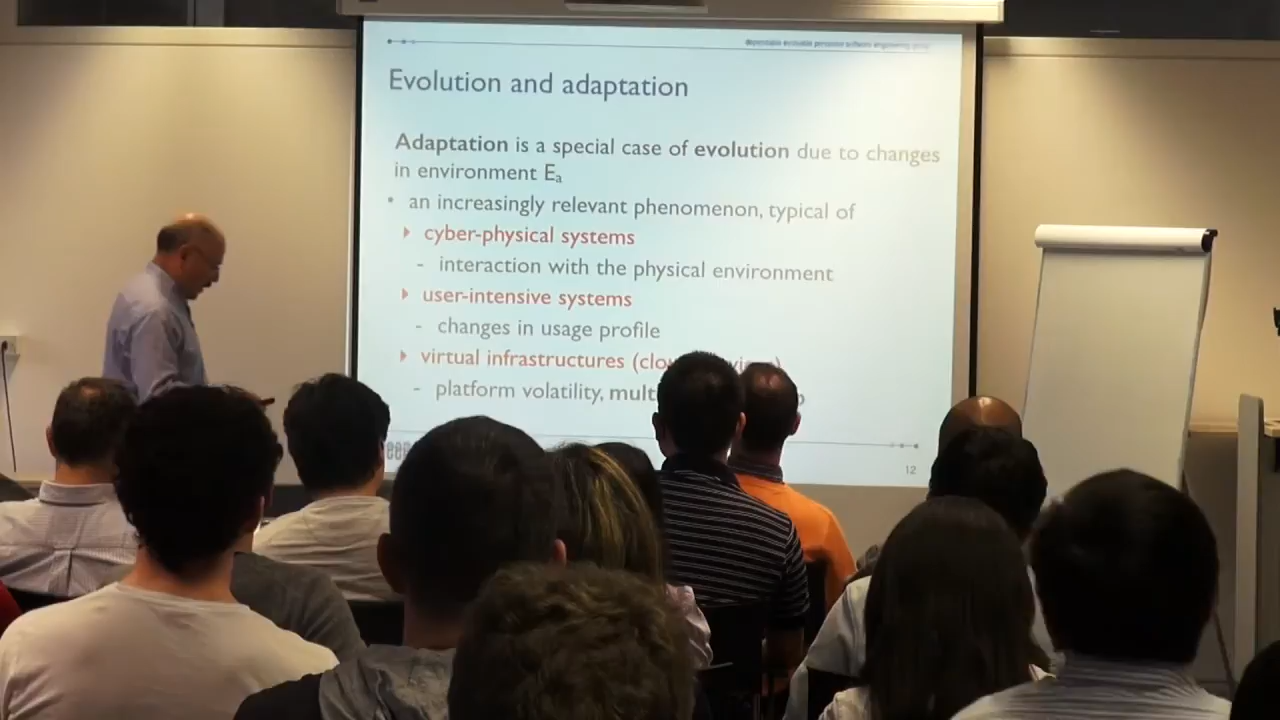 Evolution and adaptation
Adaptation is a special case of evolution due to changes
in environment Ea
• an increasingly relevant phenomenon, typical of
cyber-physical systems
- interaction with the physical environment
user-intensive systems
- changes in usage profile
virtual infrastructures
- platform volatility,
12